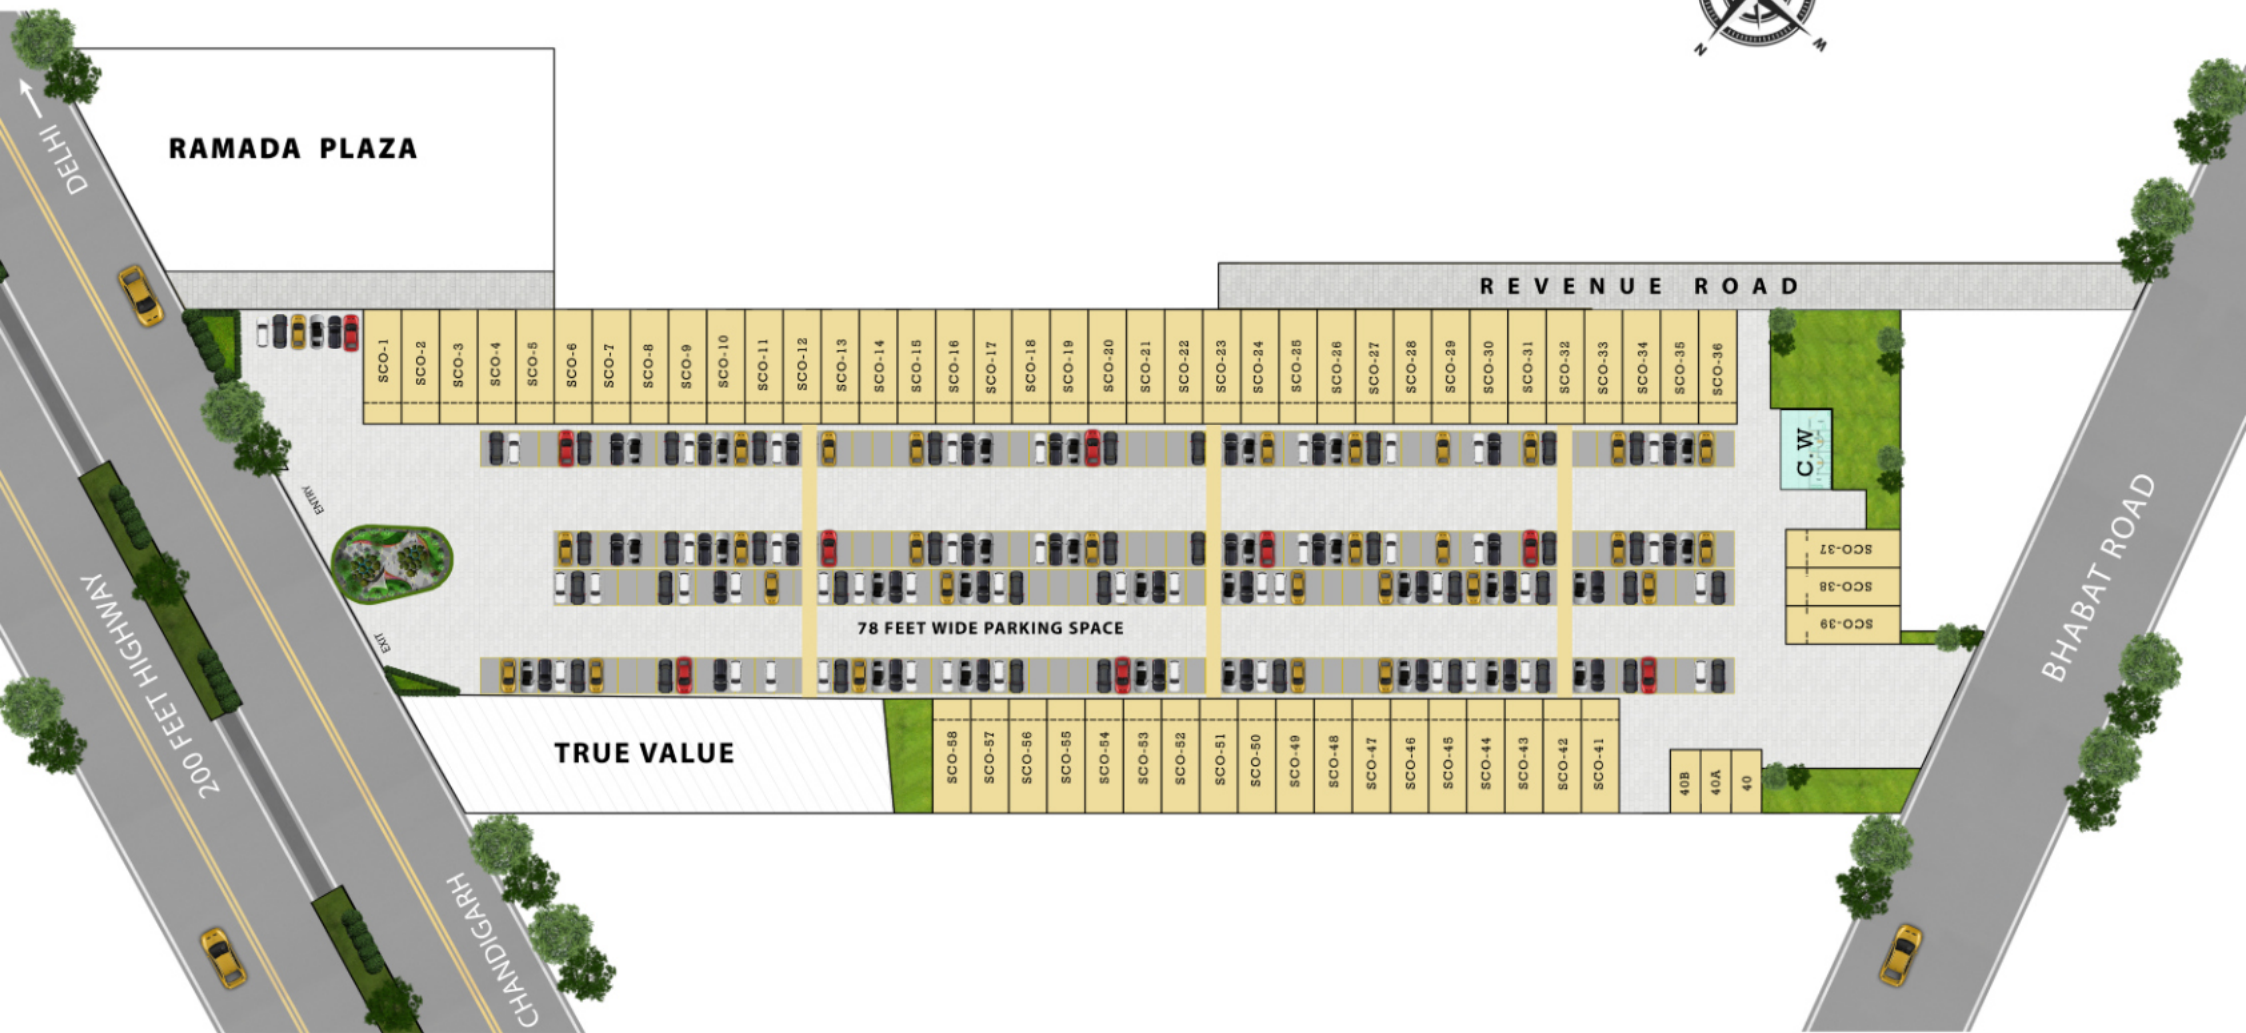 N
W
DELHI
RAMADA PLAZA
REVENUE ROAD
SCO-1
SCO-2
SCO-3
SCO-4
SCO-5
SCO-6
SCO-7
SCO-8
SCO-9
SCO-10
SCO-11
SCO-12
SCO-13
SCO-14
SCO-15
SCO-16
SCO-17
SCO-18
SCO-19
SCO-20
SCO-21
SCO-22
SCO-23
SCO-24
SCO-25
SCO-26
SCO-27
SCO-28
SCO-29
SCO-30
SCO-31
SCO-32
SCO-33
SCO-34
SCO-35
SCO-36
C.W
ENTRY
SCO-37
SCO-38
SCO-39
EXIT
78 FEET WIDE PARKING SPACE
BHABAT ROAD
200 FEET HIGHWAY
TRUE VALUE
SCO-58
SCO-57
SCO-56
SCO-55
SCO-54
SCO-53
SCO-52
SCO-51
SCO-50
SCO-49
SCO-48
SCO-47
SCO-46
SCO-45
SCO-44
SCO-43
SCO-42
SCO-41
40B
40A
40
CHANDIGARH